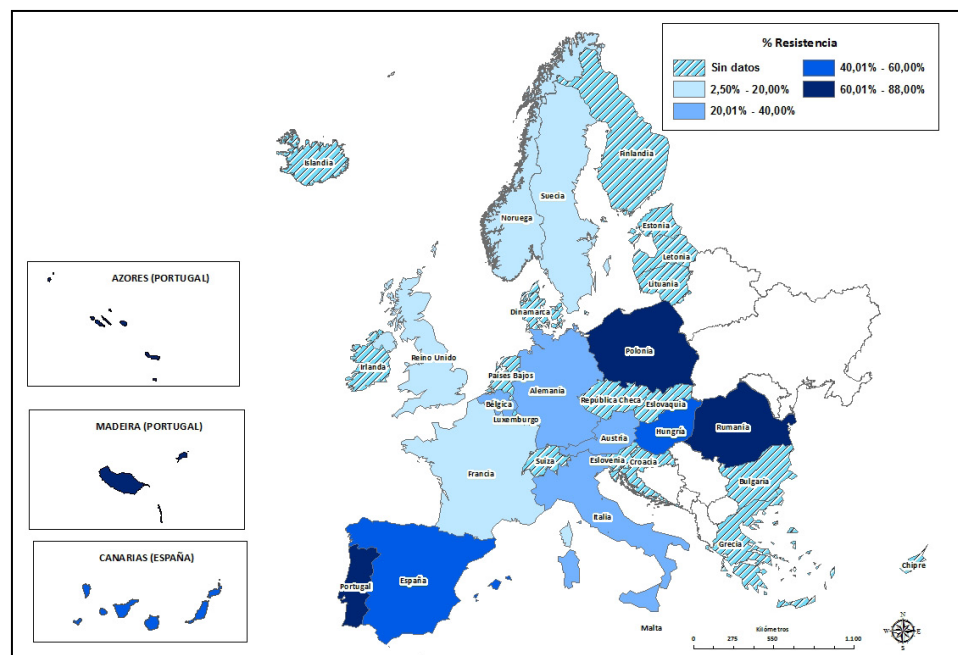 % Resistencia
Sin datos
40,01% - 60,00%
2,50% - 20,00%
60,01% - 88,00%
20,01% - 40,00%
Islandia
Finlandia
Suecia
Noruega
Estonia
Letonia
Lituania
AZORES (PORTUGAL)
Dinamarca
Reino Unido
Polonia
Irlanda
Países Bajos
Alemania
República Checa
Bélgica
Eslovaquia
Luxemburgo
MADEIRA (PORTUGAL)
Hungría
Rumanía
Austria
Suiza
Eslovenia
Croacia
Francia
Bulgaria
Italia
Grecia
CANARIAS (ESPAÑA)
Chipre
España
Portugal
Malta
Kilómetros
0 275 550 1.100
N
W E
S